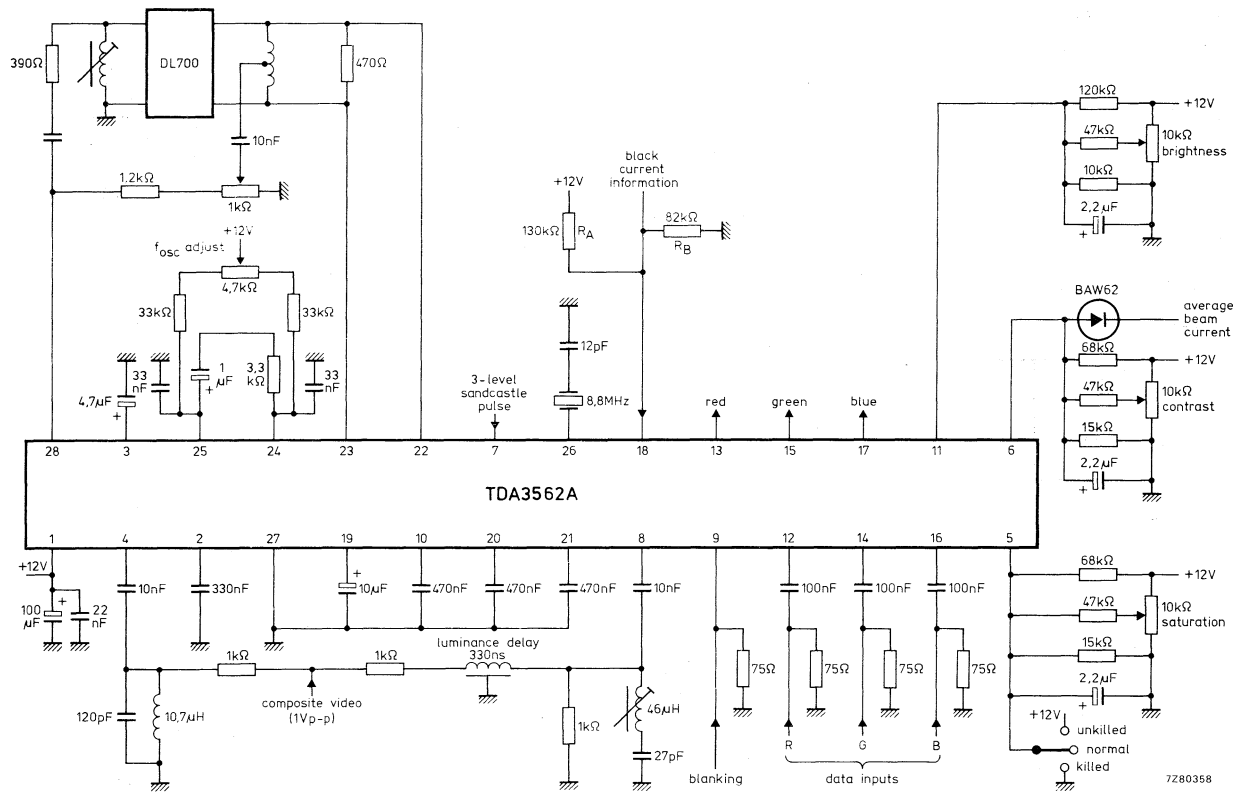 390Ω
DL700
470Ω
10nF
1.2kΩ
1kΩ
+12V
fosc adjust
4,7kΩ
33kΩ
33kΩ
4,7μF
+
33
nF
1
μF
+
3,3
kΩ
33
nF
3-level
sandcastle
pulse
+12V
130kΩ
RA
black
current
information
82kΩ
RB
12pF
8,8MHz
red
green
blue
120kΩ
+12V
47kΩ
10kΩ
brightness
10kΩ
2,2μF
+
BAW62
average
beam
current
68kΩ
+12V
47kΩ
10kΩ
contrast
15kΩ
2,2μF
+
28 3 25 24 23 22 7 26 18 13 15 17 11 6
TDA3562A
1 4 2 27 19 10 20 21 8 9 12 14 16 5
+12V
100
μF
+
22
nF
10nF
330nF
+
10μF
470nF
470nF
470nF
10nF
100nF
100nF
100nF
68kΩ
+12V
47kΩ
10kΩ
saturation
15kΩ
2,2μF
+
1kΩ
1kΩ
luminance delay
330ns
composite video
(1Vp-p)
120pF
10,7μH
1kΩ
46μH
27pF
75Ω
75Ω
75Ω
75Ω
blanking
R
G
B
data inputs
+12V
unkilled
normal
killed
7Z80358